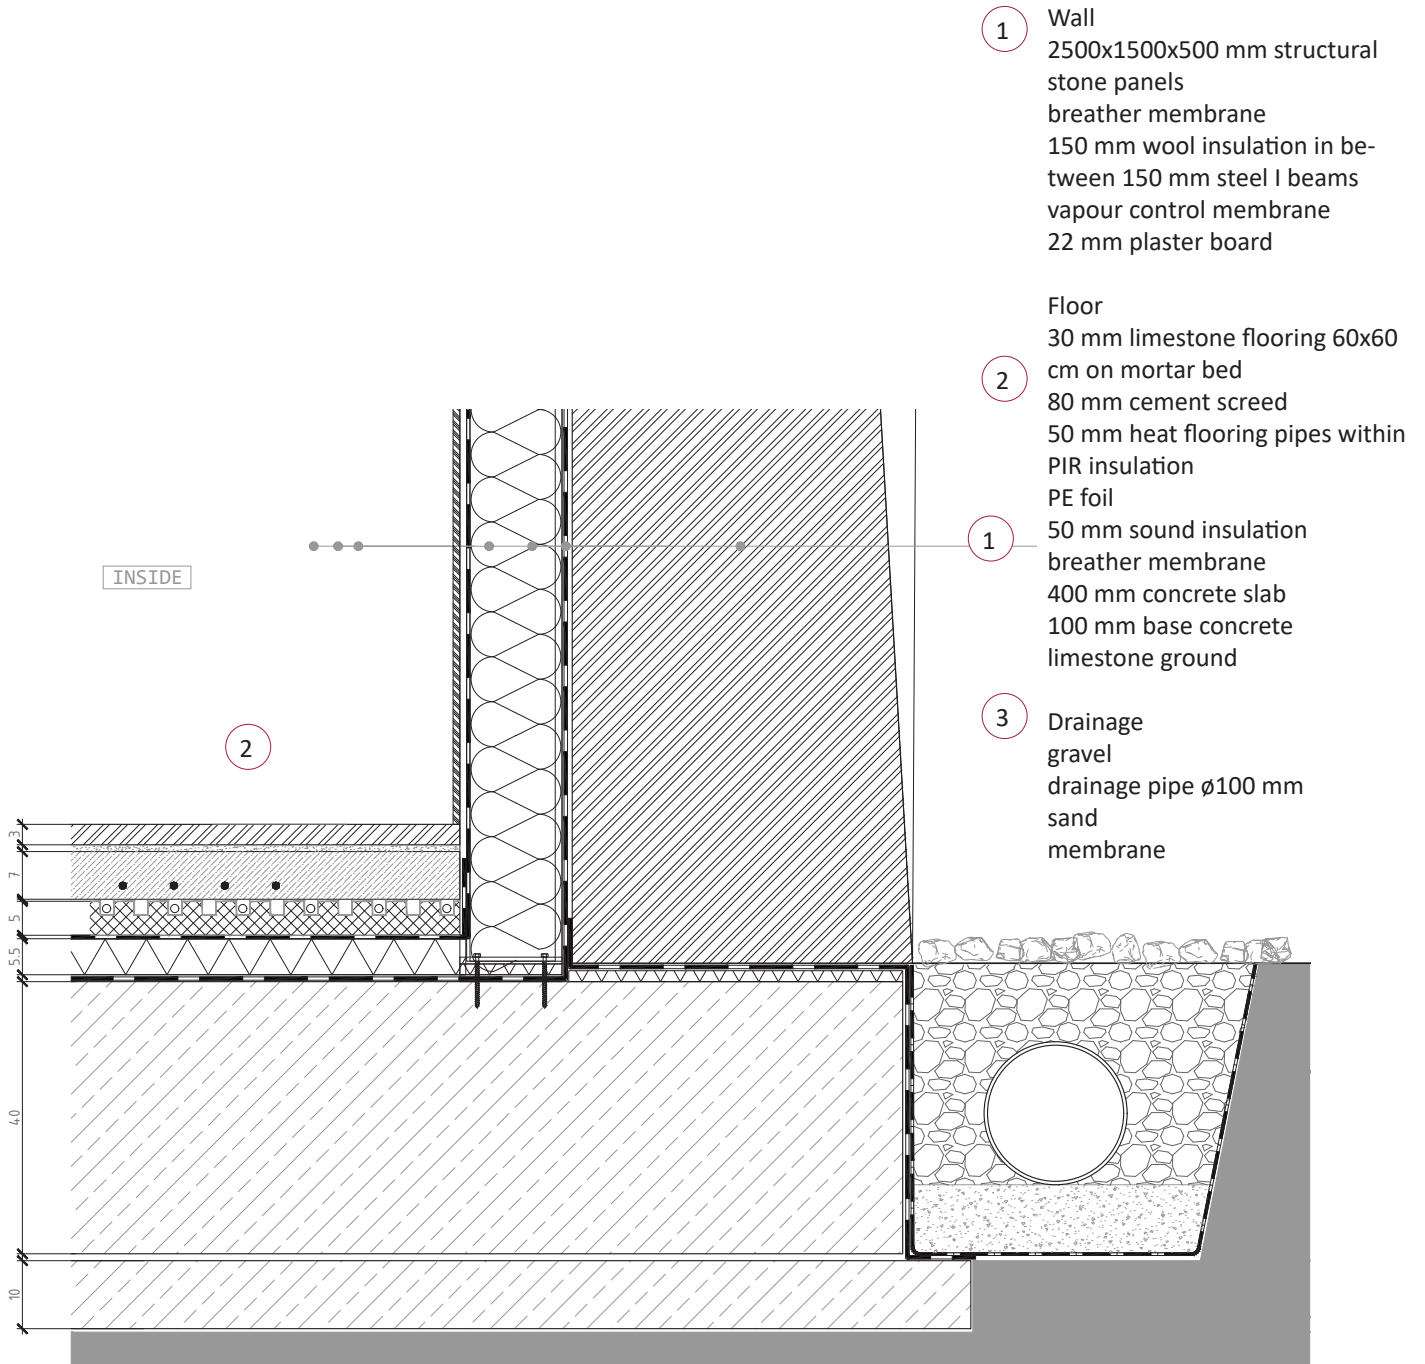 1
Wall
2500x1500x500 mm structural
stone panels
breather membrane
150 mm wool insulation in be-
tween 150 mm steel I beams
vapour control membrane
22 mm plaster board
Floor
30 mm limestone flooring 60x60
2
cm on mortar bed
80 mm cement screed
50 mm heat flooring pipes within
PIR insulation
PE foil
1
50 mm sound insulation
breather membrane
400 mm concrete slab
100 mm base concrete
limestone ground
3
Drainage
gravel
drainage pipe ø100 mm
sand
membrane
INSIDE
2
3
7
5
5.5
40
10